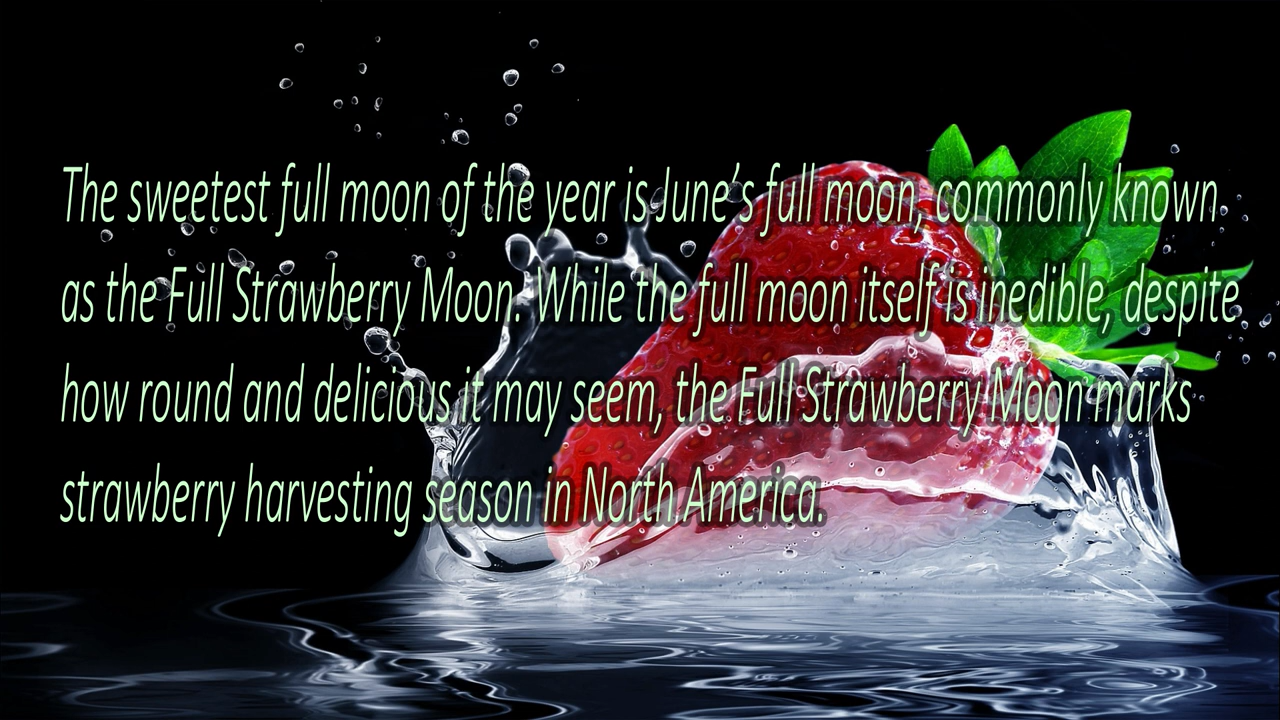 The sweetest full moon of the year is June’s full moon, commonly known
as the Full Strawberry Moon. While the full moon itself is inedible, despite
how round and delicious it may seem, the Full Strawberry Moon marks
strawberry harvesting season in North America.